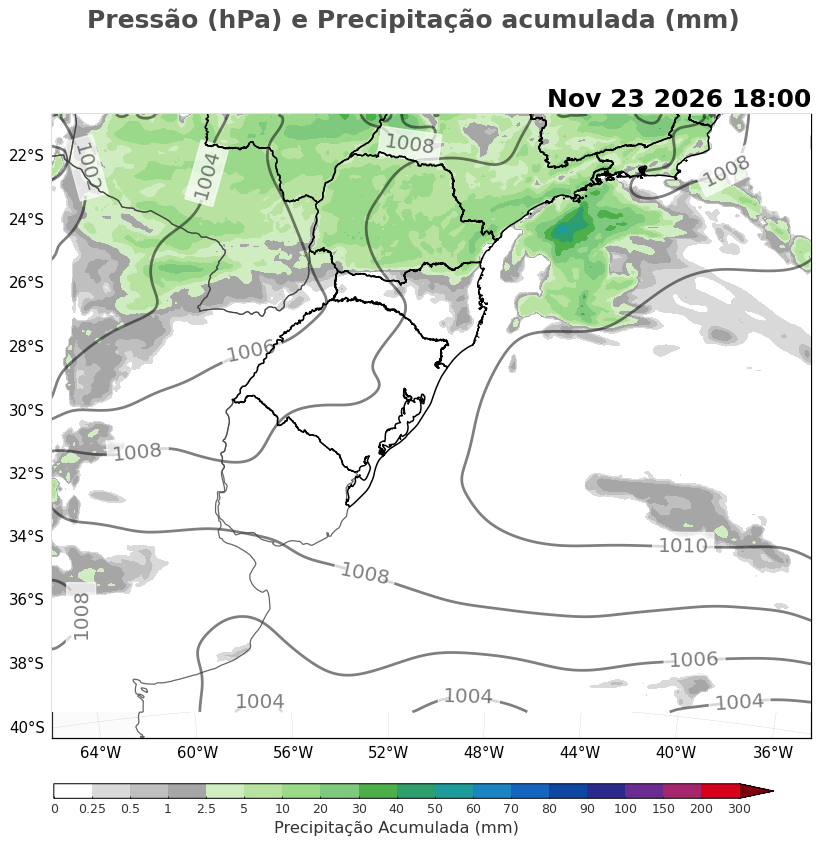 Pressão (hPa) e Precipitação acumulada (mm)
Nov 23 2026 18:00
1004
1008
1008
1006
1008
1008
1010
1008
1006
1004
1004
1004
22°S
24°S
26°S
28°S
30°S
32°S
34°S
36°S
38°S
40°S
64°W 60°W 56°W 52°W 48°W 44°W 40°W 36°W
0 0.25 0.5 1 2.5 5 10 20 30 40 50 60 70 80 90 100 150 200 300
Precipitação Acumulada (mm)